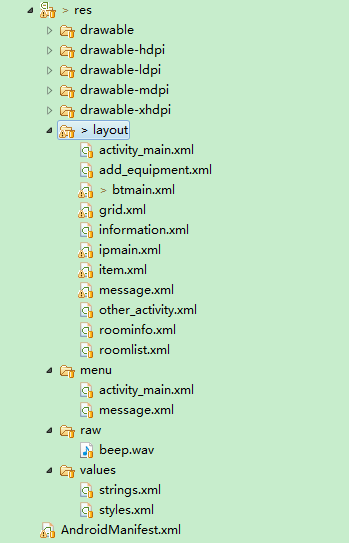 > res
drawable
drawable-hdpi
drawable-ldpi
drawable-mdpi
drawable-xhdpi
> layout
activity_main.xml
add_equipment.xml
> btmain.xml
grid.xml
information.xml
ipmain.xml
item.xml
message.xml
other_activity.xml
roominfo.xml
roomlist.xml
menu
activity_main.xml
message.xml
raw
beep.wav
values
strings.xml
styles.xml
AndroidManifest.xml